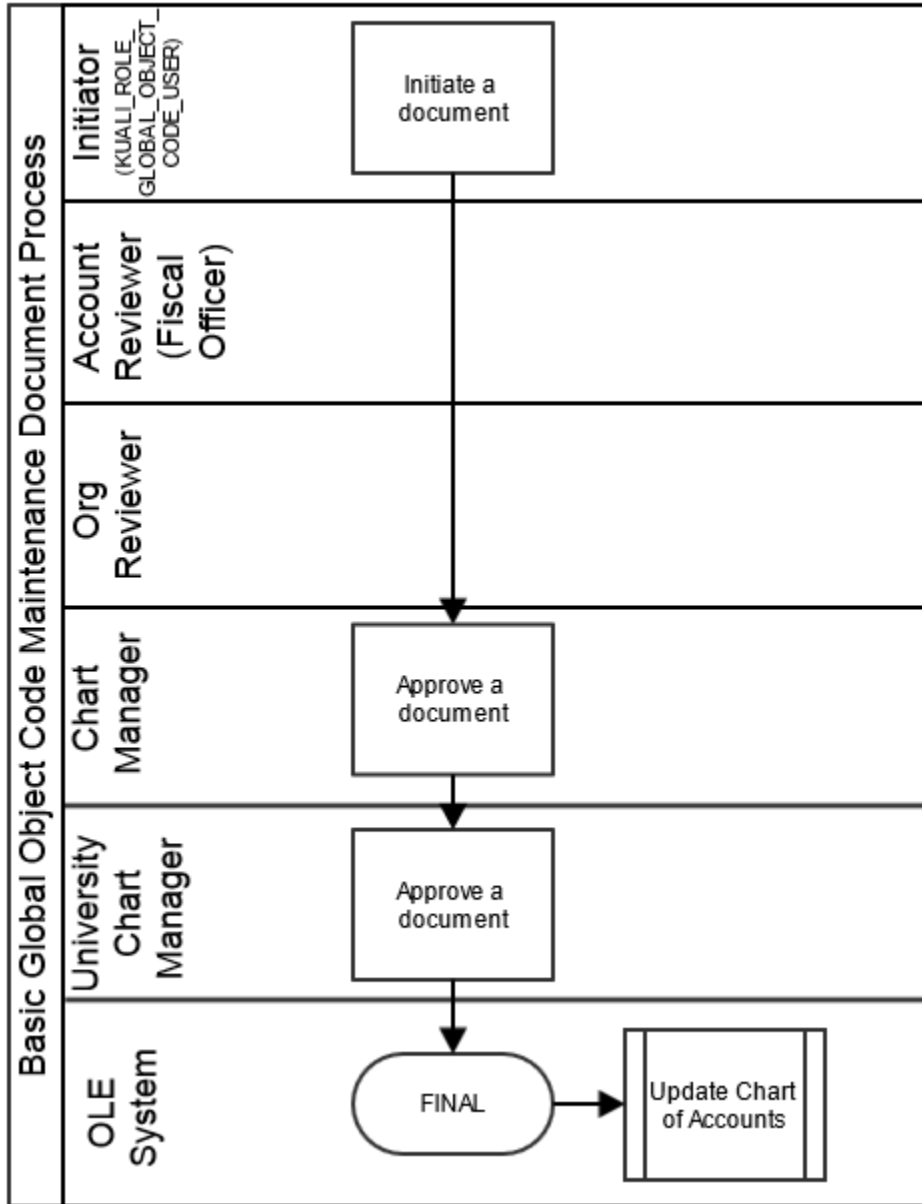 Basic Global Object Code Maintenance Document Process
Initiator
(KUALI_ROLE_
GLOBAL_OBJECT_
CODE_USER)
Initiate a
document
Account
Reviewer
(Fiscal
Officer)
Org
Reviewer
Chart
Manager
Approve a
document
University
Chart
Manager
Approve a
document
OLE
System
FINAL
Update Chart
of Accounts